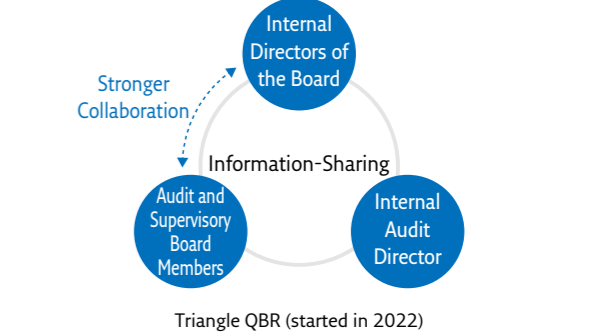 Internal
Directors of
the Board
Stronger
Collaboration
Information-Sharing
Audit and
Supervisory
Board
Members
Internal
Audit
Director
Triangle QBR (started in 2022)